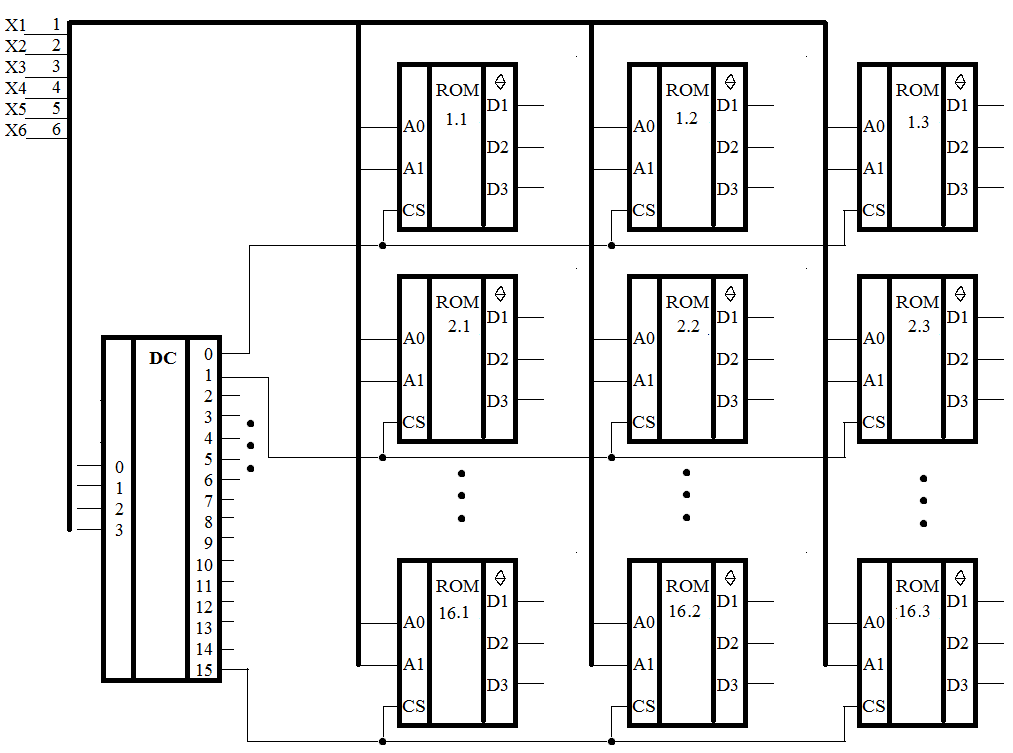 X1 1
X2 2
X3 3
X4 4
X5 5
X6 6
ROM
1.1
A0
A1
CS
D1
D2
D3
ROM
1.2
A0
A1
CS
D1
D2
D3
ROM
1.3
A0
A1
CS
D1
D2
D3
ROM
2.1
A0
A1
CS
D1
D2
D3
ROM
2.2
A0
A1
CS
D1
D2
D3
ROM
2.3
A0
A1
CS
D1
D2
D3
DC
0
1
2
3
0
1
2
3
4
5
6
7
8
9
10
11
12
13
14
15
ROM
16.1
A0
A1
CS
D1
D2
D3
ROM
16.2
A0
A1
CS
D1
D2
D3
ROM
16.3
A0
A1
CS
D1
D2
D3